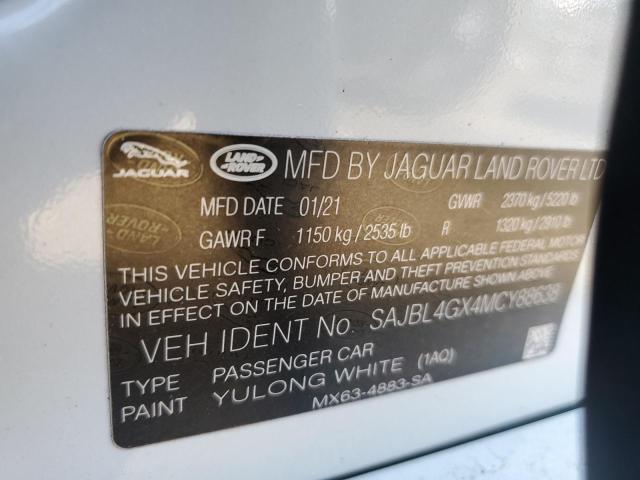 JAGUAR LAND ROVER MFD BY JAGUAR LAND ROVER LTD
MFD DATE 01/21 GVWR 2370 kg / 5220 lb
GAWR F 1150 kg / 2535 lb R 1320 kg / 2910 lb
THIS VEHICLE CONFORMS TO ALL APPLICABLE FEDERAL MOTOR
VEHICLE SAFETY, BUMPER AND THEFT PREVENTION STANDARDS
IN EFFECT ON THE DATE OF MANUFACTURE SHOWN ABOVE.
VEH IDENT No. SAJBL4GX4MCY88638
TYPE PASSENGER CAR
PAINT YULONG WHITE (1AQ)
MX63-4883-SA